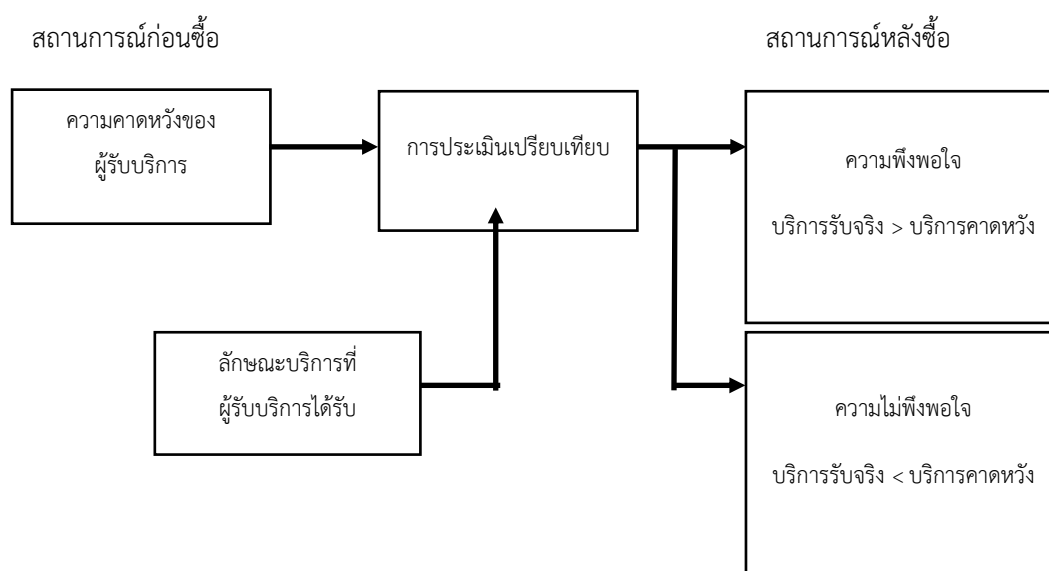 สถานการณ์ก่อนซื้อ
สถานการณ์หลังซื้อ
ความคาดหวังของ
ผู้รับบริการ
การประเมินเปรียบเทียบ
ความพึงพอใจ
บริการรับจริง > บริการคาดหวัง
ลักษณะบริการที่
ผู้รับบริการได้รับ
ความไม่พึงพอใจ
บริการรับจริง < บริการคาดหวัง